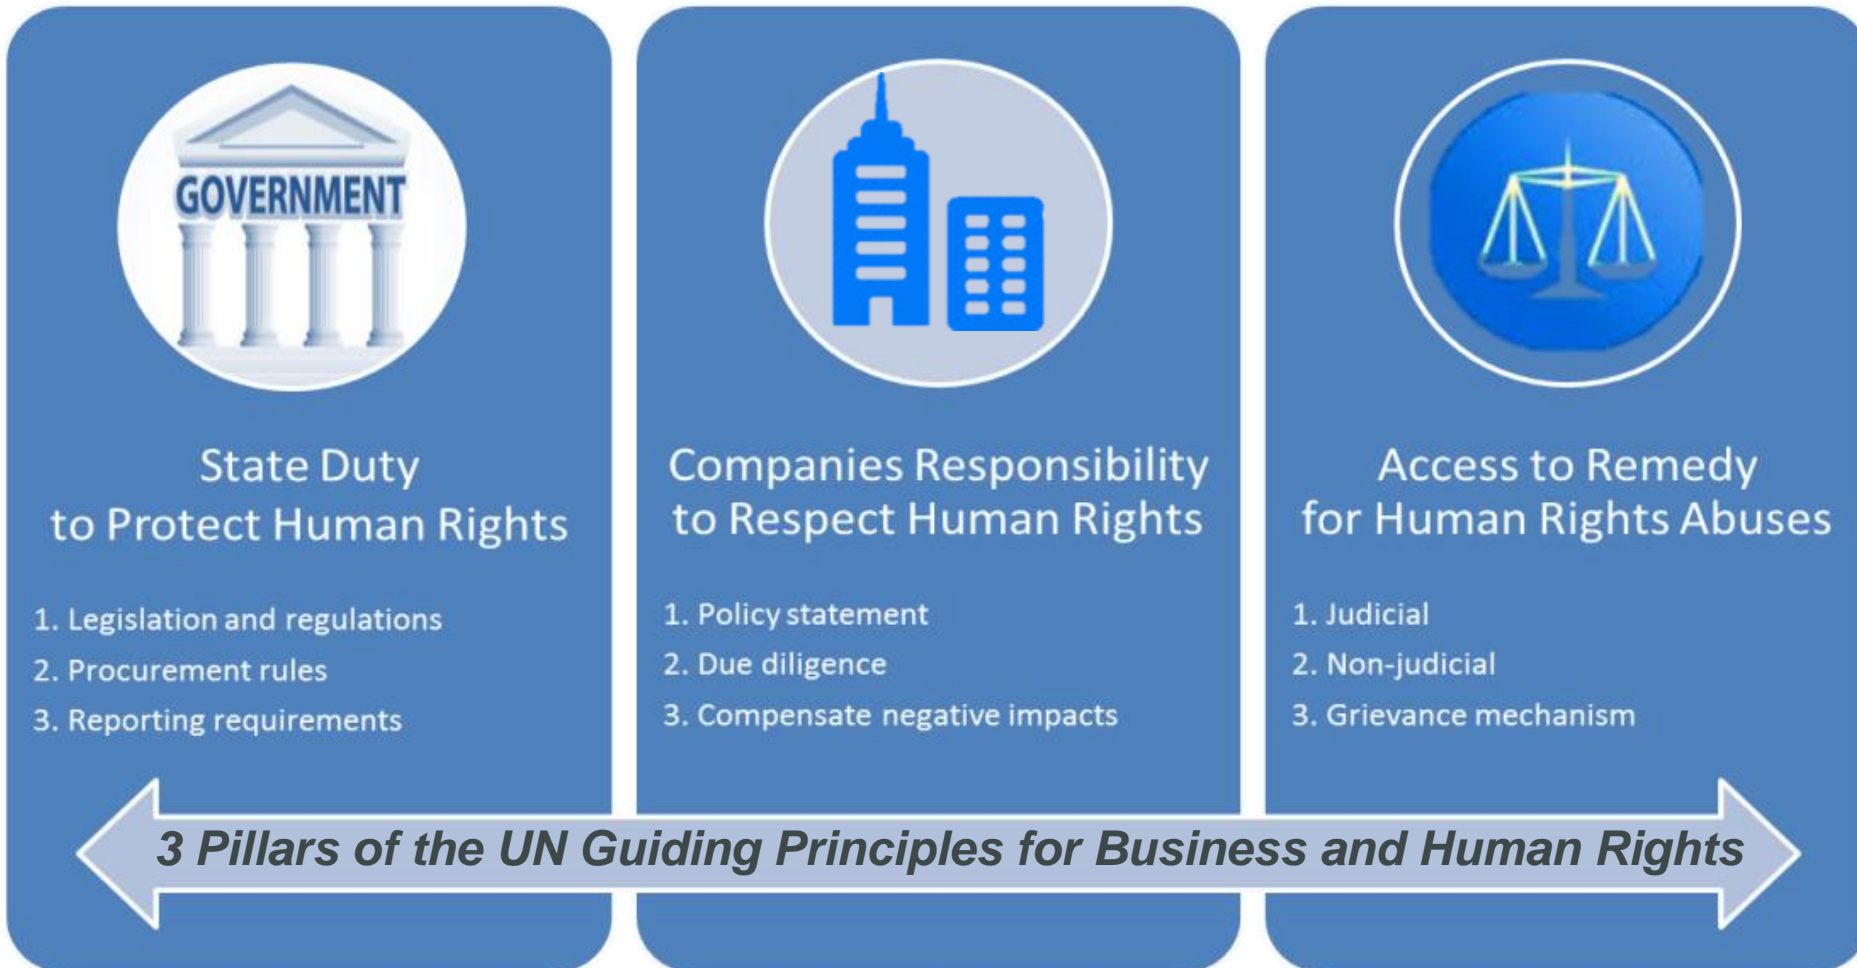 GOVERNMENT
State Duty
to Protect Human Rights
1. Legislation and regulations
2. Procurement rules
3. Reporting requirements
Companies Responsibility
to Respect Human Rights
1. Policy statement
2. Due diligence
3. Compensate negative impacts
Access to Remedy
for Human Rights Abuses
1. Judicial
2. Non-judicial
3. Grievance mechanism
3 Pillars of the UN Guiding Principles for Business and Human Rights